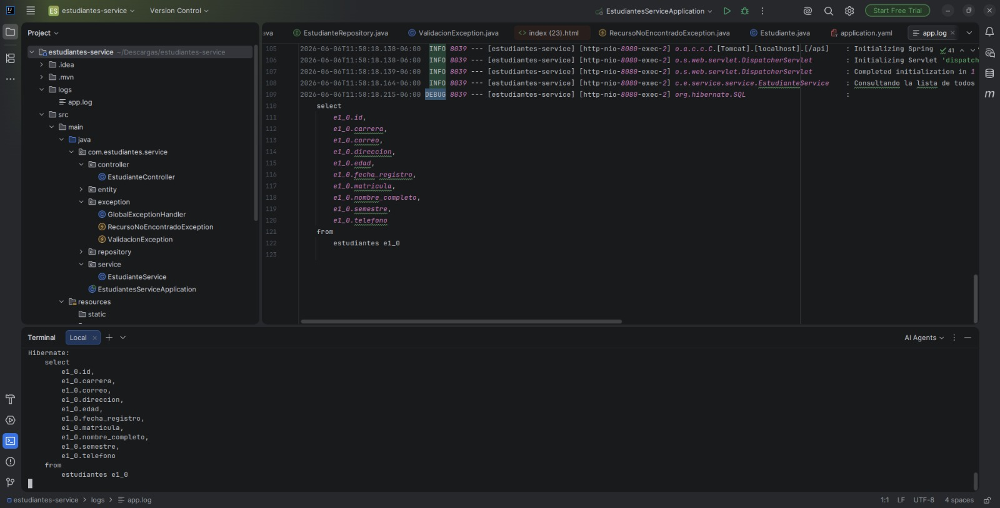 ES estudiantes-service Version Control EstudiantesServiceApplication Start Free Trial
Project
ava EstudianteRepository.java ValidacionException.java index (23).html RecursoNoEncontradoException.java Estudiante.java application.yaml app.log
estudiantes-service ~/Descargas/estudiantes-service
.idea
.mvn
logs
app.log
src
main
java
com.estudiantes.service
controller
EstudianteController
entity
exception
GlobalExceptionHandler
RecursoNoEncontradoException
ValidacionException
repository
service
EstudianteService
EstudiantesServiceApplication
resources
static
105 2026-06-06T11:58:18.138-06:00 INFO 8039 --- [estudiantes-service] [http-nio-8080-exec-2] o.a.c.c.C.[Tomcat].[localhost].[/api] : Initializing Spring 41
106 2026-06-06T11:58:18.138-06:00 INFO 8039 --- [estudiantes-service] [http-nio-8080-exec-2] o.s.web.servlet.DispatcherServlet : Initializing Servlet 'dispatch
107 2026-06-06T11:58:18.139-06:00 INFO 8039 --- [estudiantes-service] [http-nio-8080-exec-2] o.s.web.servlet.DispatcherServlet : Completed initialization in 1
108 2026-06-06T11:58:18.164-06:00 INFO 8039 --- [estudiantes-service] [http-nio-8080-exec-2] c.e.service.service.EstudianteService : Consultando la lista de todos
109 2026-06-06T11:58:18.215-06:00 DEBUG 8039 --- [estudiantes-service] [http-nio-8080-exec-2] org.hibernate.SQL :
110 select
111 e1_0.id,
112 e1_0.carrera,
113 e1_0.correo,
114 e1_0.direccion,
115 e1_0.edad,
116 e1_0.fecha_registro,
117 e1_0.matricula,
118 e1_0.nombre_completo,
119 e1_0.semestre,
120 e1_0.telefono
121 from
122 estudiantes e1_0
123
Terminal Local AI Agents
Hibernate:
select
e1_0.id,
e1_0.carrera,
e1_0.correo,
e1_0.direccion,
e1_0.edad,
e1_0.fecha_registro,
e1_0.matricula,
e1_0.nombre_completo,
e1_0.semestre,
e1_0.telefono
from
estudiantes e1_0
estudiantes-service > logs > app.log 1:1 LF UTF-8 4 spaces